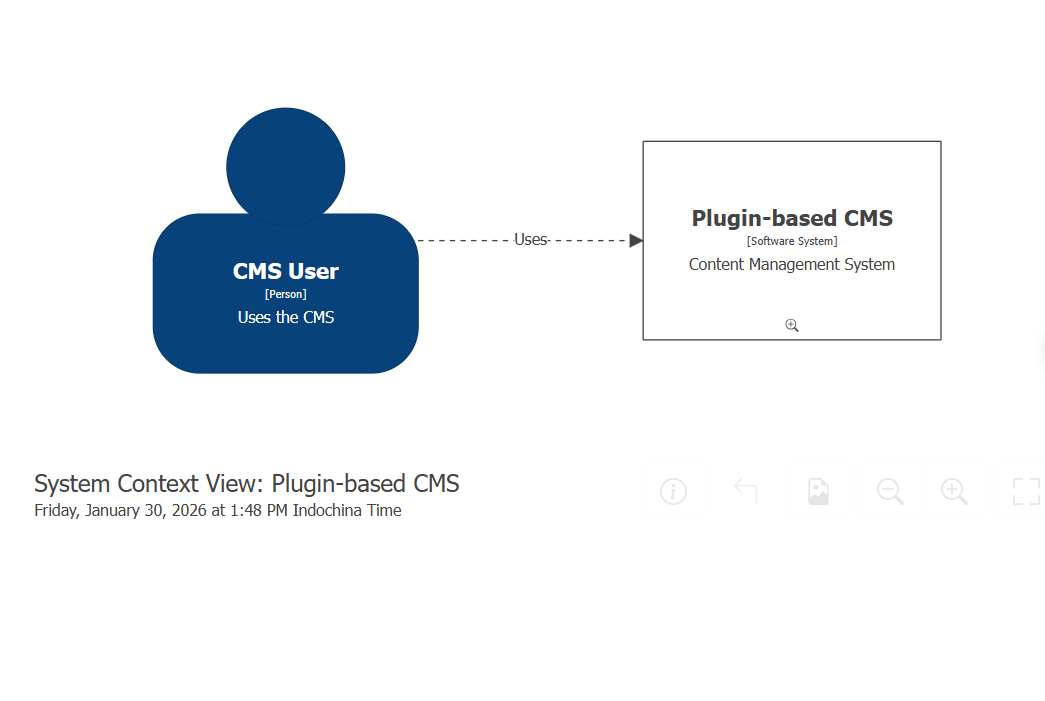 CMS User
[Person]
Uses the CMS
Uses
Plugin-based CMS
[Software System]
Content Management System
System Context View: Plugin-based CMS
Friday, January 30, 2026 at 1:48 PM Indochina Time